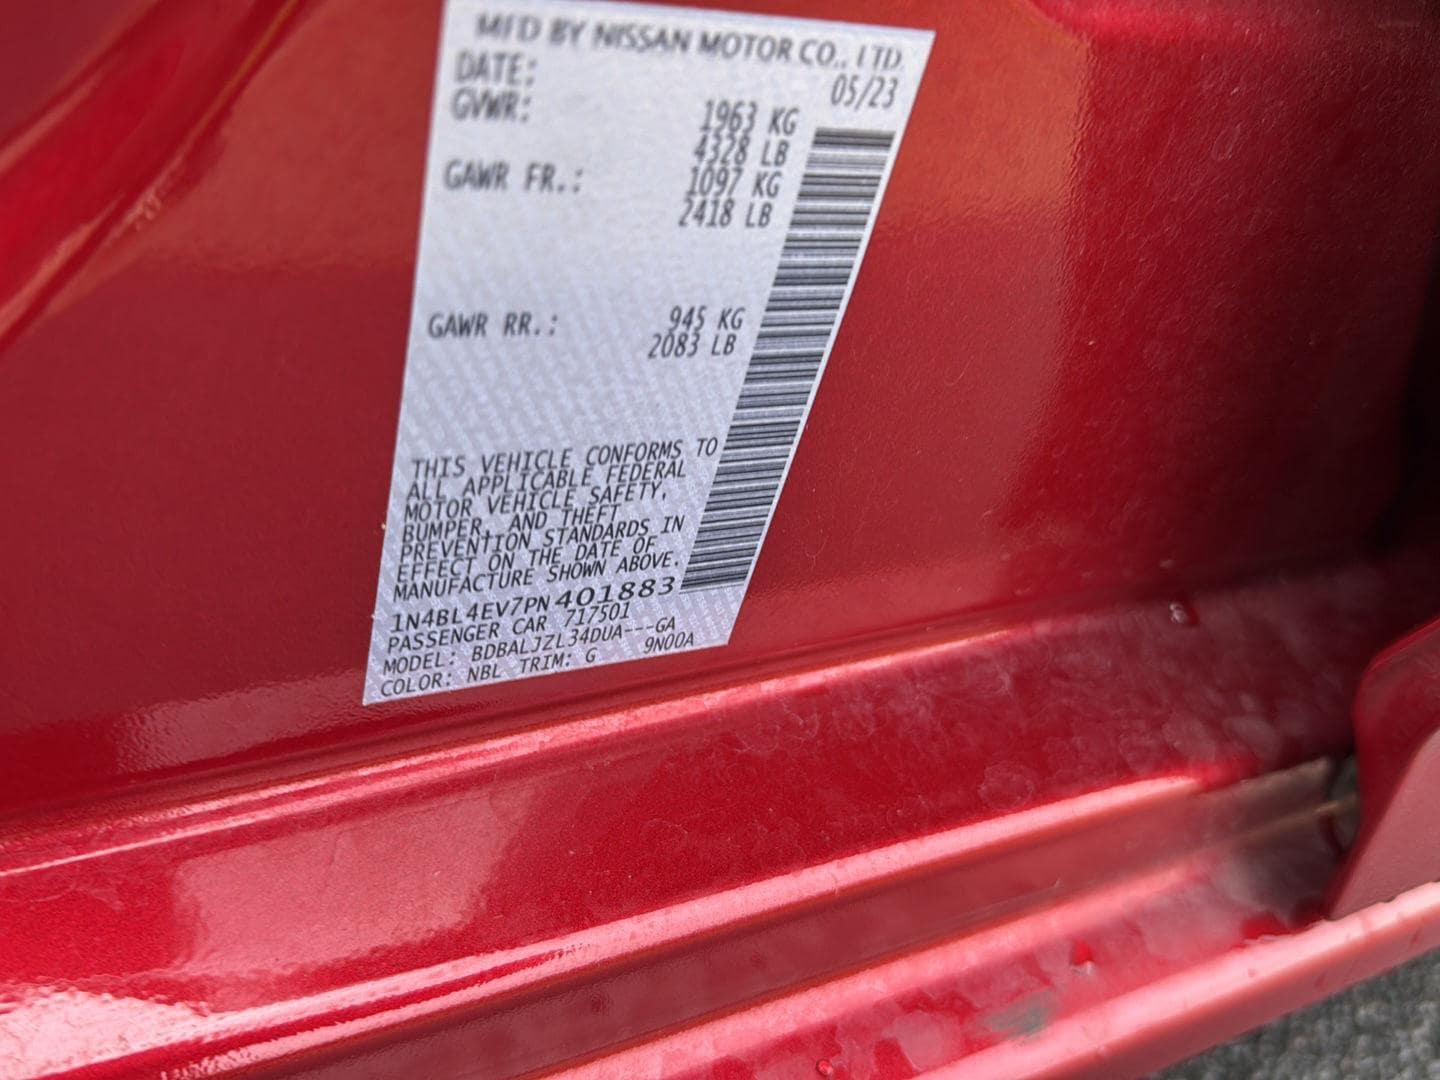 MFD BY NISSAN MOTOR CO., LTD.
DATE: 05/23
GVWR: 1963 KG
4328 LB
GAWR FR.: 1097 KG
2418 LB
GAWR RR.: 945 KG
2083 LB
THIS VEHICLE CONFORMS TO
ALL APPLICABLE FEDERAL
MOTOR VEHICLE SAFETY,
BUMPER, AND THEFT
PREVENTION STANDARDS IN
EFFECT ON THE DATE OF
MANUFACTURE SHOWN ABOVE.
1N4BL4EV7PN401883
PASSENGER CAR 717501
MODEL: BDBALJZL34DUA---GA
COLOR: NBL TRIM: G 9N00A